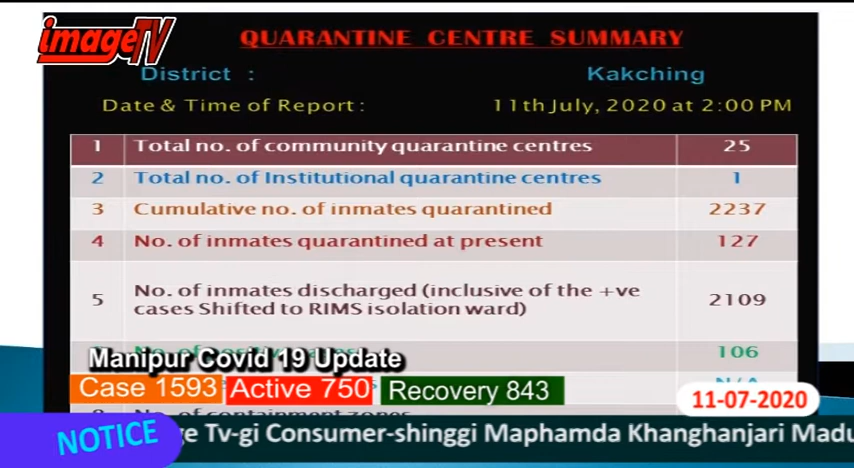 imageTV
QUARANTINE CENTRE SUMMARY
District : Kakching
Date & Time of Report : 11th July, 2020 at 2:00 PM
1 Total no. of community quarantine centres 25
2 Total no. of Institutional quarantine centres 1
3 Cumulative no. of inmates quarantined 2237
4 No. of inmates quarantined at present 127
5 No. of inmates discharged (inclusive of the +ve
cases Shifted to RIMS isolation ward) 2109
106
Manipur Covid 19 Update
Case 1593 Active 750 Recovery 843
N/A
No. of containment zones
11-07-2020
NOTICE
Tv-gi Consumer-shinggi Maphamda Khanghanjari Madu